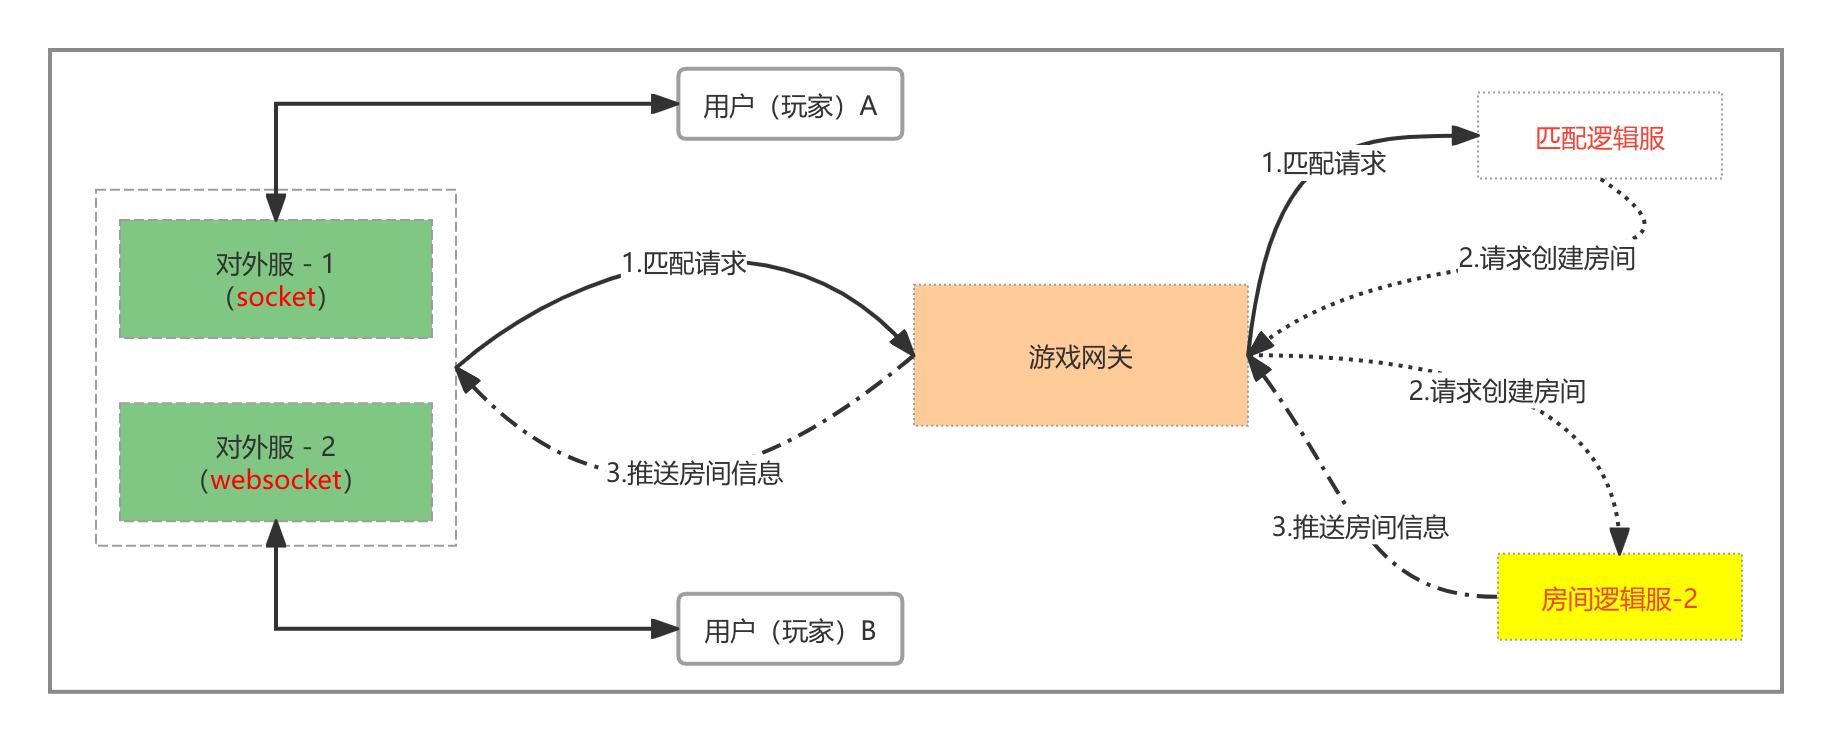 用户（玩家）A
匹配逻辑服
1.匹配请求
对外服 - 1
（socket）
1.匹配请求
2.请求创建房间
游戏网关
2.请求创建房间
对外服 - 2
（websocket）
3.推送房间信息
3.推送房间信息
房间逻辑服-2
用户（玩家）B